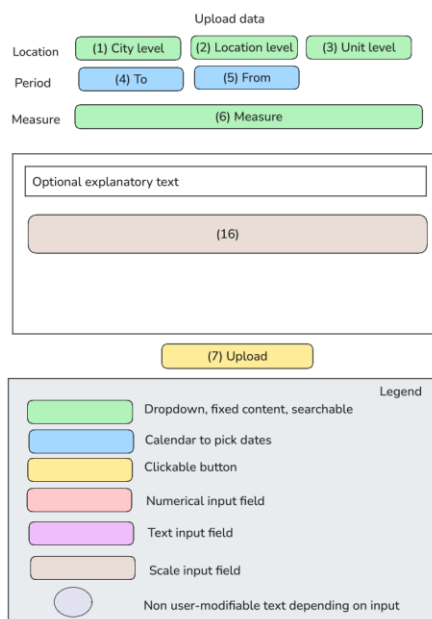 Upload data
Location (1) City level (2) Location level (3) Unit level
Period (4) To (5) From
Measure (6) Measure
Optional explanatory text
(16)
(7) Upload
Legend
Dropdown, fixed content, searchable
Calendar to pick dates
Clickable button
Numerical input field
Text input field
Scale input field
Non user-modifiable text depending on input